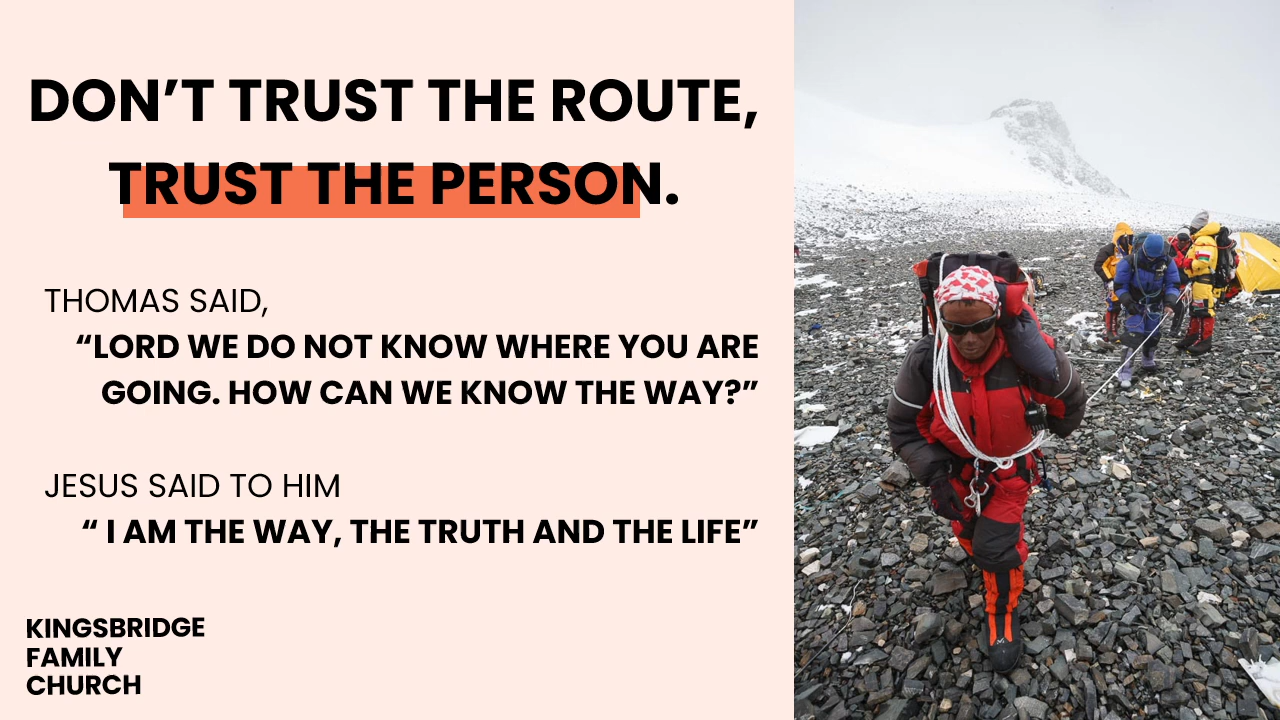 DON’T TRUST THE ROUTE,
TRUST THE PERSON.
THOMAS SAID,
“LORD WE DO NOT KNOW WHERE YOU ARE
GOING. HOW CAN WE KNOW THE WAY?”
JESUS SAID TO HIM
“ I AM THE WAY, THE TRUTH AND THE LIFE”
KINGSBRIDGE
FAMILY
CHURCH